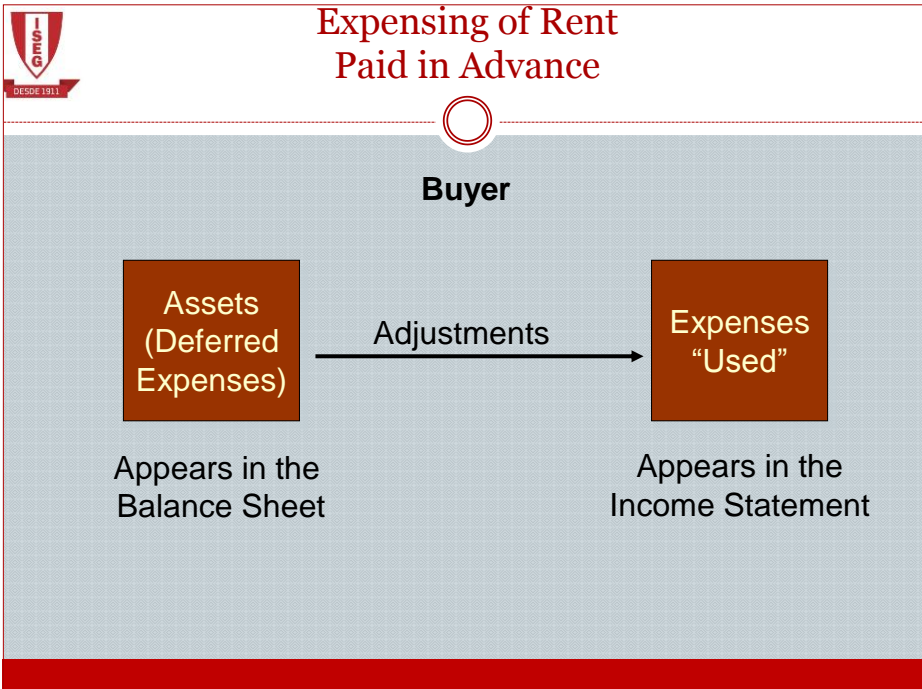 ISEG
DESDE 1911
Expensing of Rent
Paid in Advance
Buyer
Assets
(Deferred
Expenses)
Adjustments
Expenses
“Used”
Appears in the
Balance Sheet
Appears in the
Income Statement